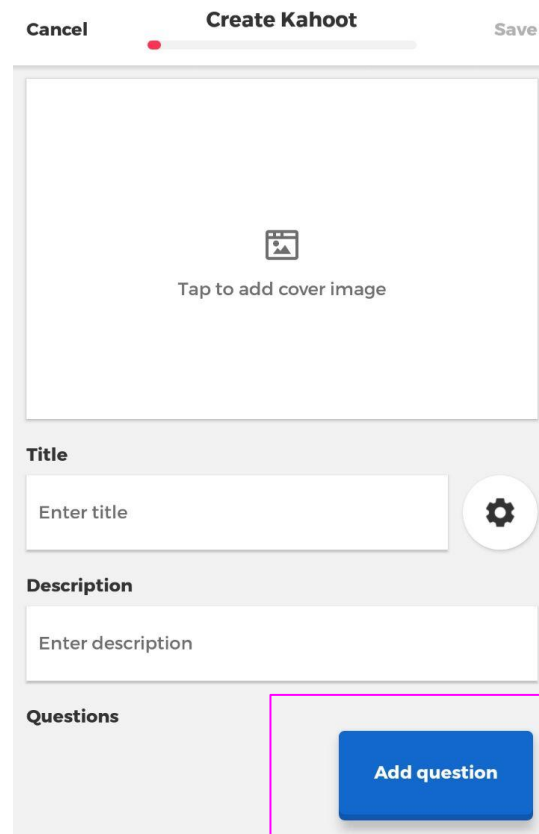 Cancel Create Kahoot Save
Tap to add cover image
Title
Enter title
Description
Enter description
Questions
Add question